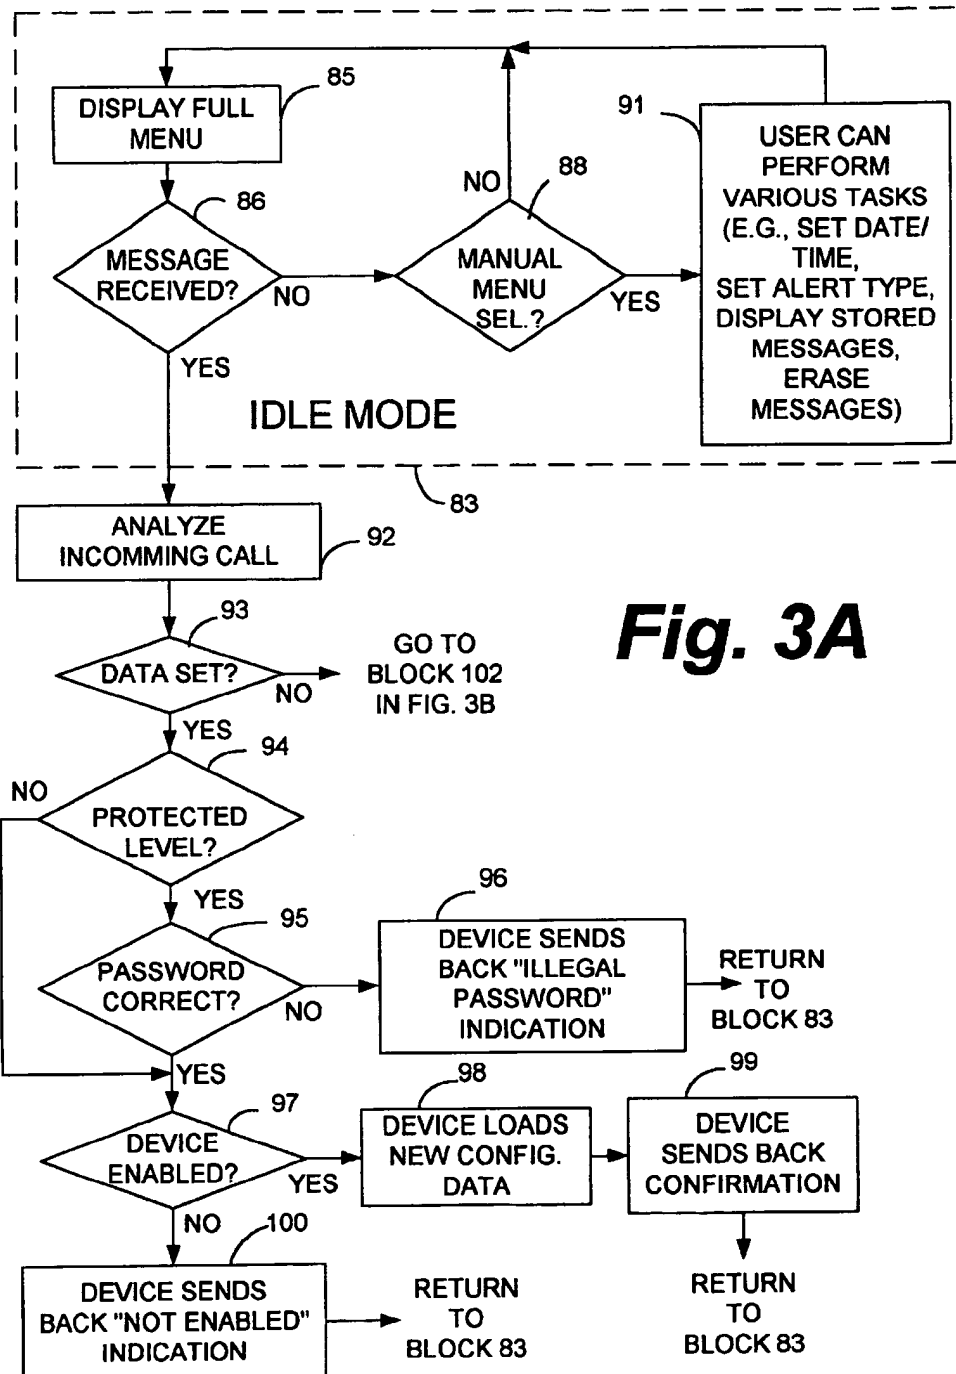 85
DISPLAY FULL
MENU
86
MESSAGE
RECEIVED?
NO
YES
NO
88
MANUAL
MENU
SEL.?
YES
91
USER CAN
PERFORM
VARIOUS TASKS
(E.G., SET DATE/
TIME,
SET ALERT TYPE,
DISPLAY STORED
MESSAGES,
ERASE
MESSAGES)
IDLE MODE
83
ANALYZE
INCOMMING CALL
92
93
DATA SET?
NO
GO TO
BLOCK 102
IN FIG. 3B
Fig. 3A
YES
94
NO
PROTECTED
LEVEL?
YES
95
PASSWORD
CORRECT?
NO
96
DEVICE SENDS
BACK "ILLEGAL
PASSWORD"
INDICATION
RETURN
TO
BLOCK 83
YES
97
DEVICE
ENABLED?
YES
98
DEVICE LOADS
NEW CONFIG.
DATA
99
DEVICE
SENDS BACK
CONFIRMATION
RETURN
TO
BLOCK 83
NO
100
DEVICE SENDS
BACK "NOT ENABLED"
INDICATION
RETURN
TO
BLOCK 83